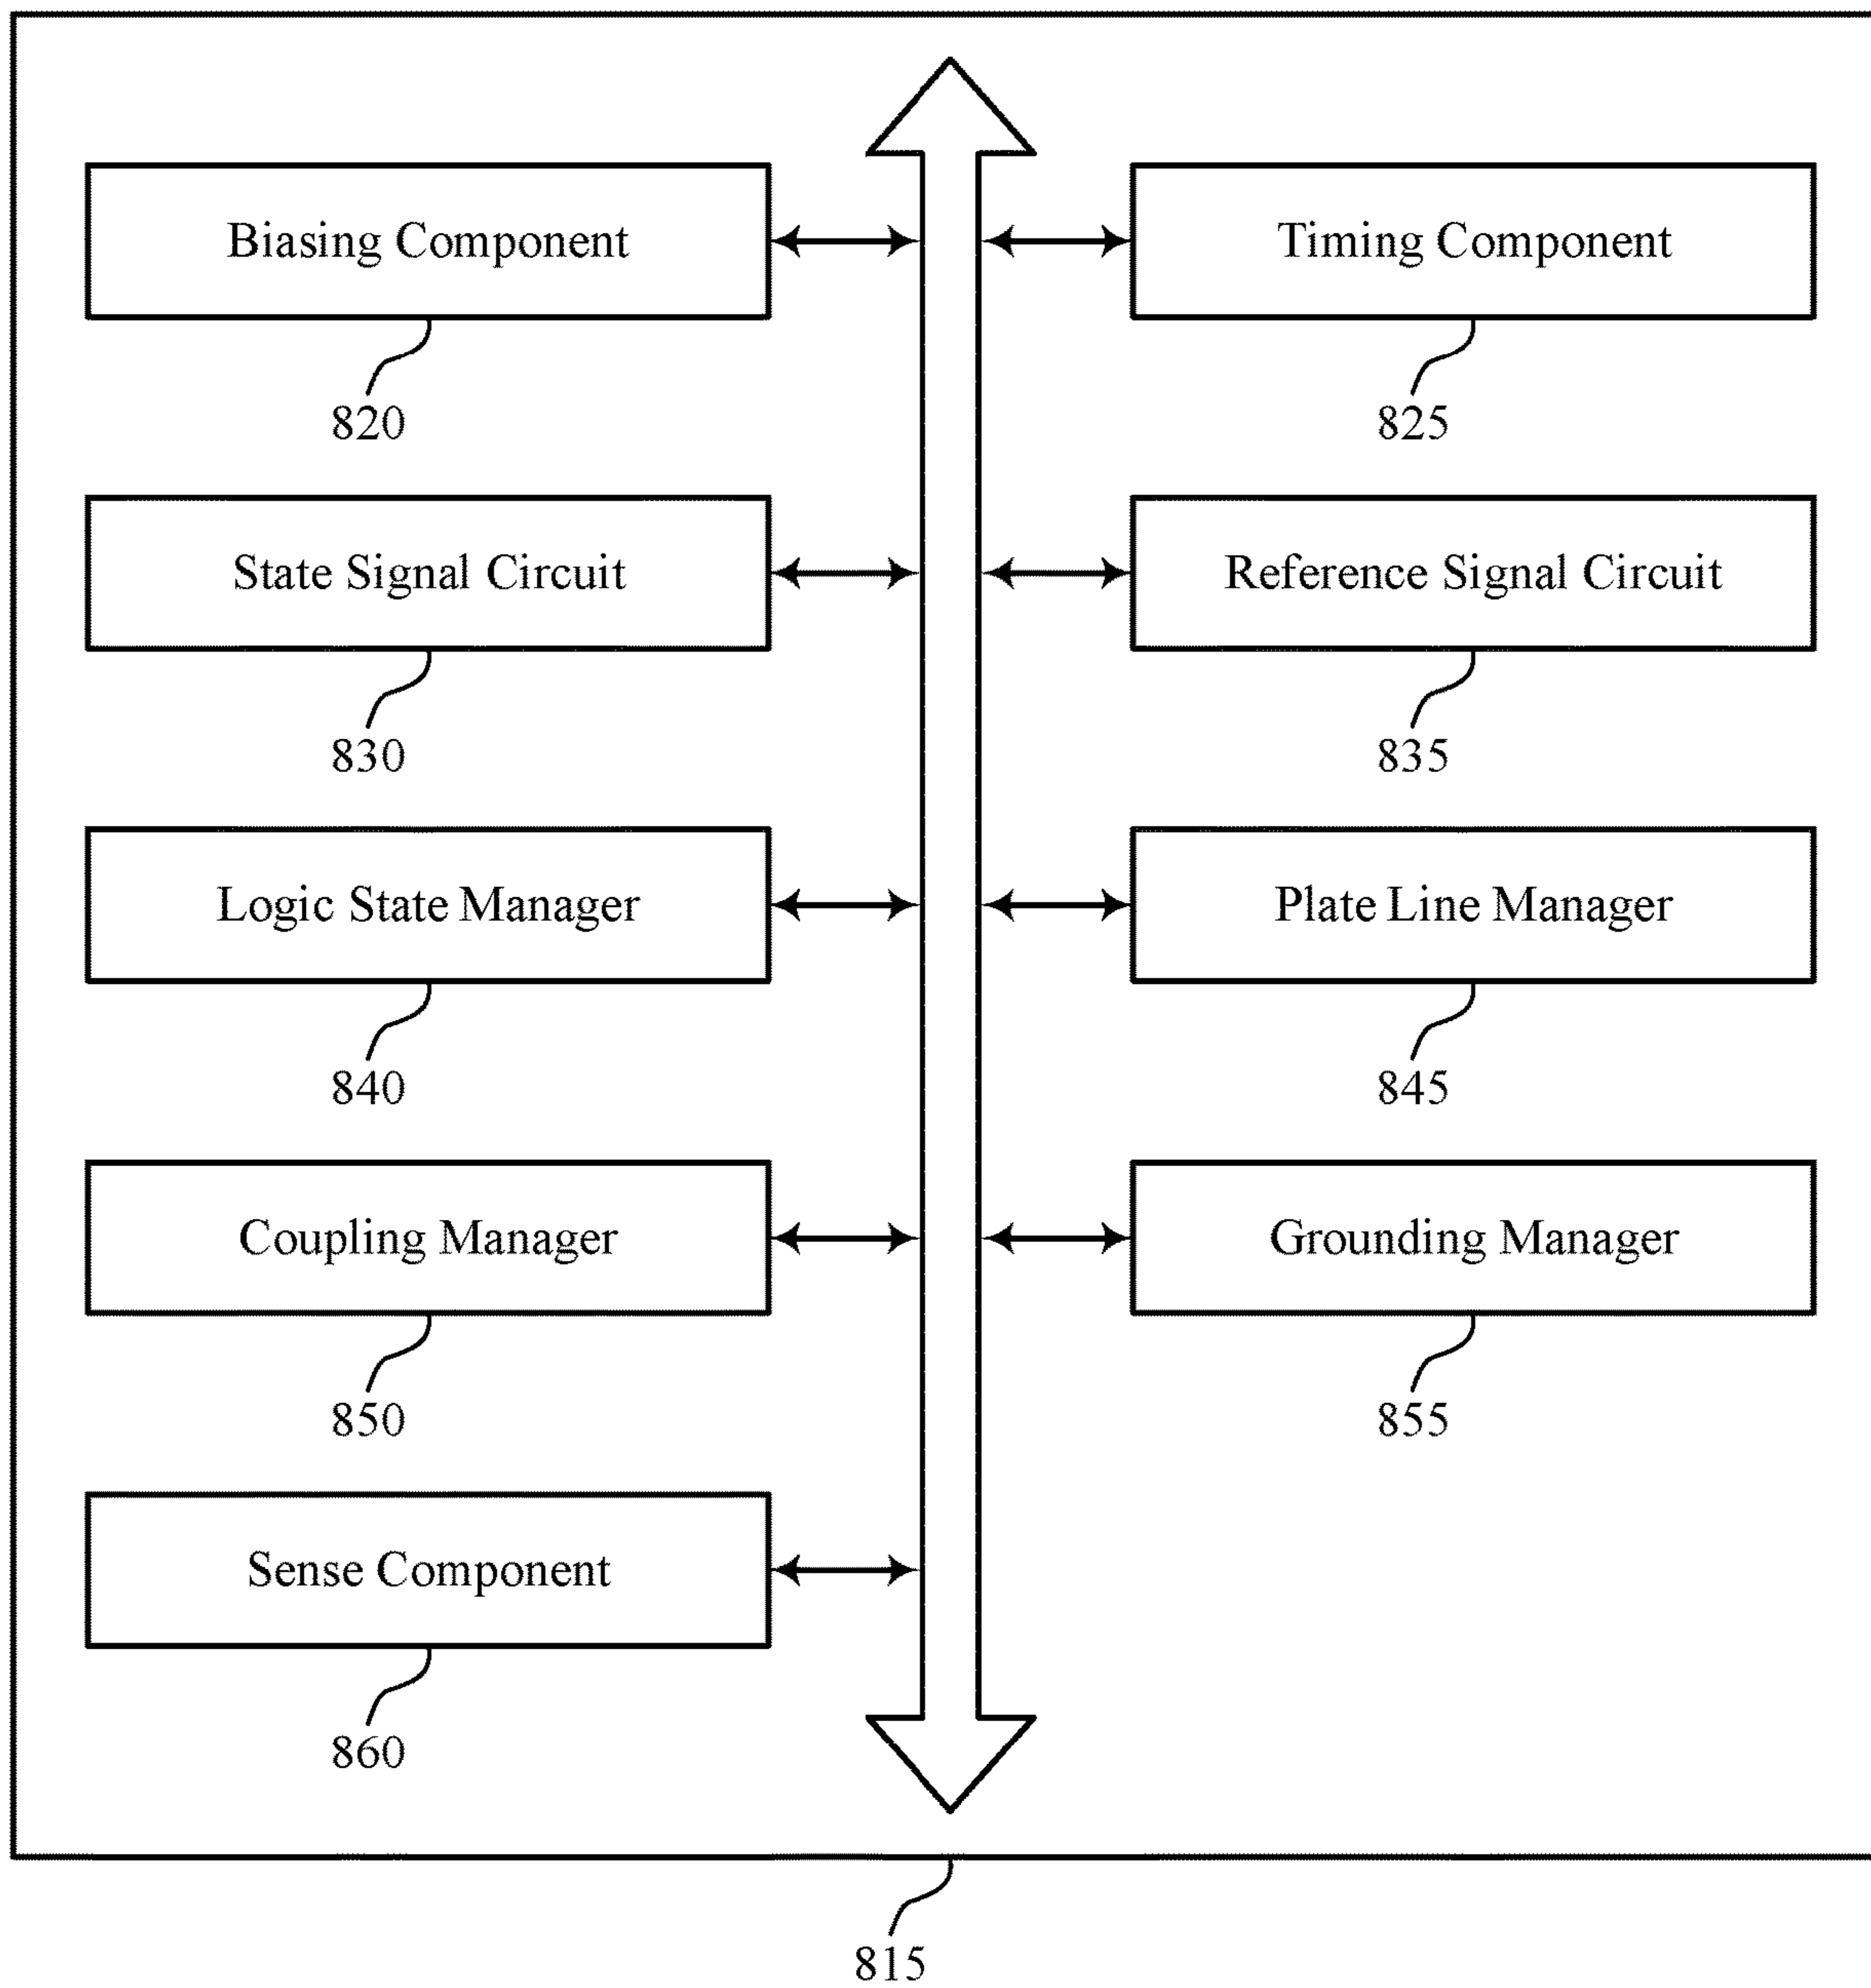 Biasing Component
Timing Component
820
825
State Signal Circuit
Reference Signal Circuit
830
835
Logic State Manager
Plate Line Manager
840
845
Coupling Manager
Grounding Manager
850
855
Sense Component
860
815